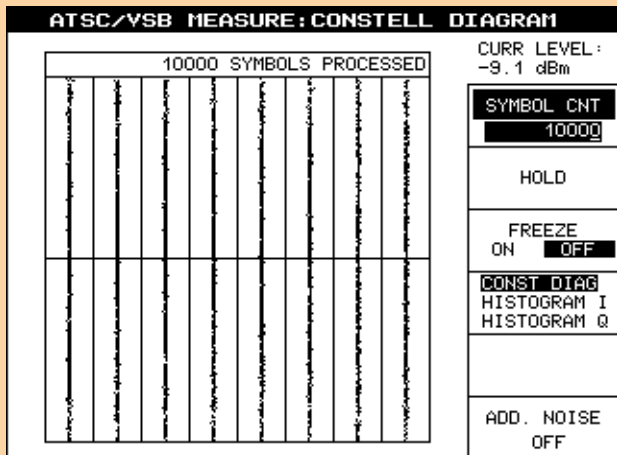 ATSC/VSB MEASURE:CONSTELL DIAGRAM
10000 SYMBOLS PROCESSED
CURR LEVEL:
-9.1 dBm
SYMBOL CNT
10000
HOLD
FREEZE
ON OFF
CONST DIAG
HISTOGRAM I
HISTOGRAM Q
ADD. NOISE
OFF